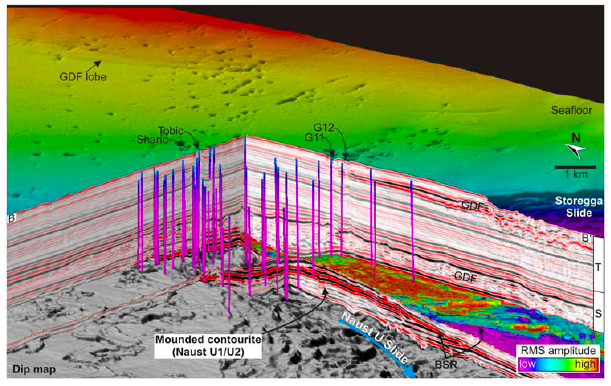 GDF lobe
Seafloor
Tobic
Sharic
G12
G11
N
1 km
Storegga
Slide
B
GDF
B'
T
GDF
S
Mounded contourite
(Naust U1/U2)
Naust U Slide
BSR
RMS amplitude
low
high
Dip map